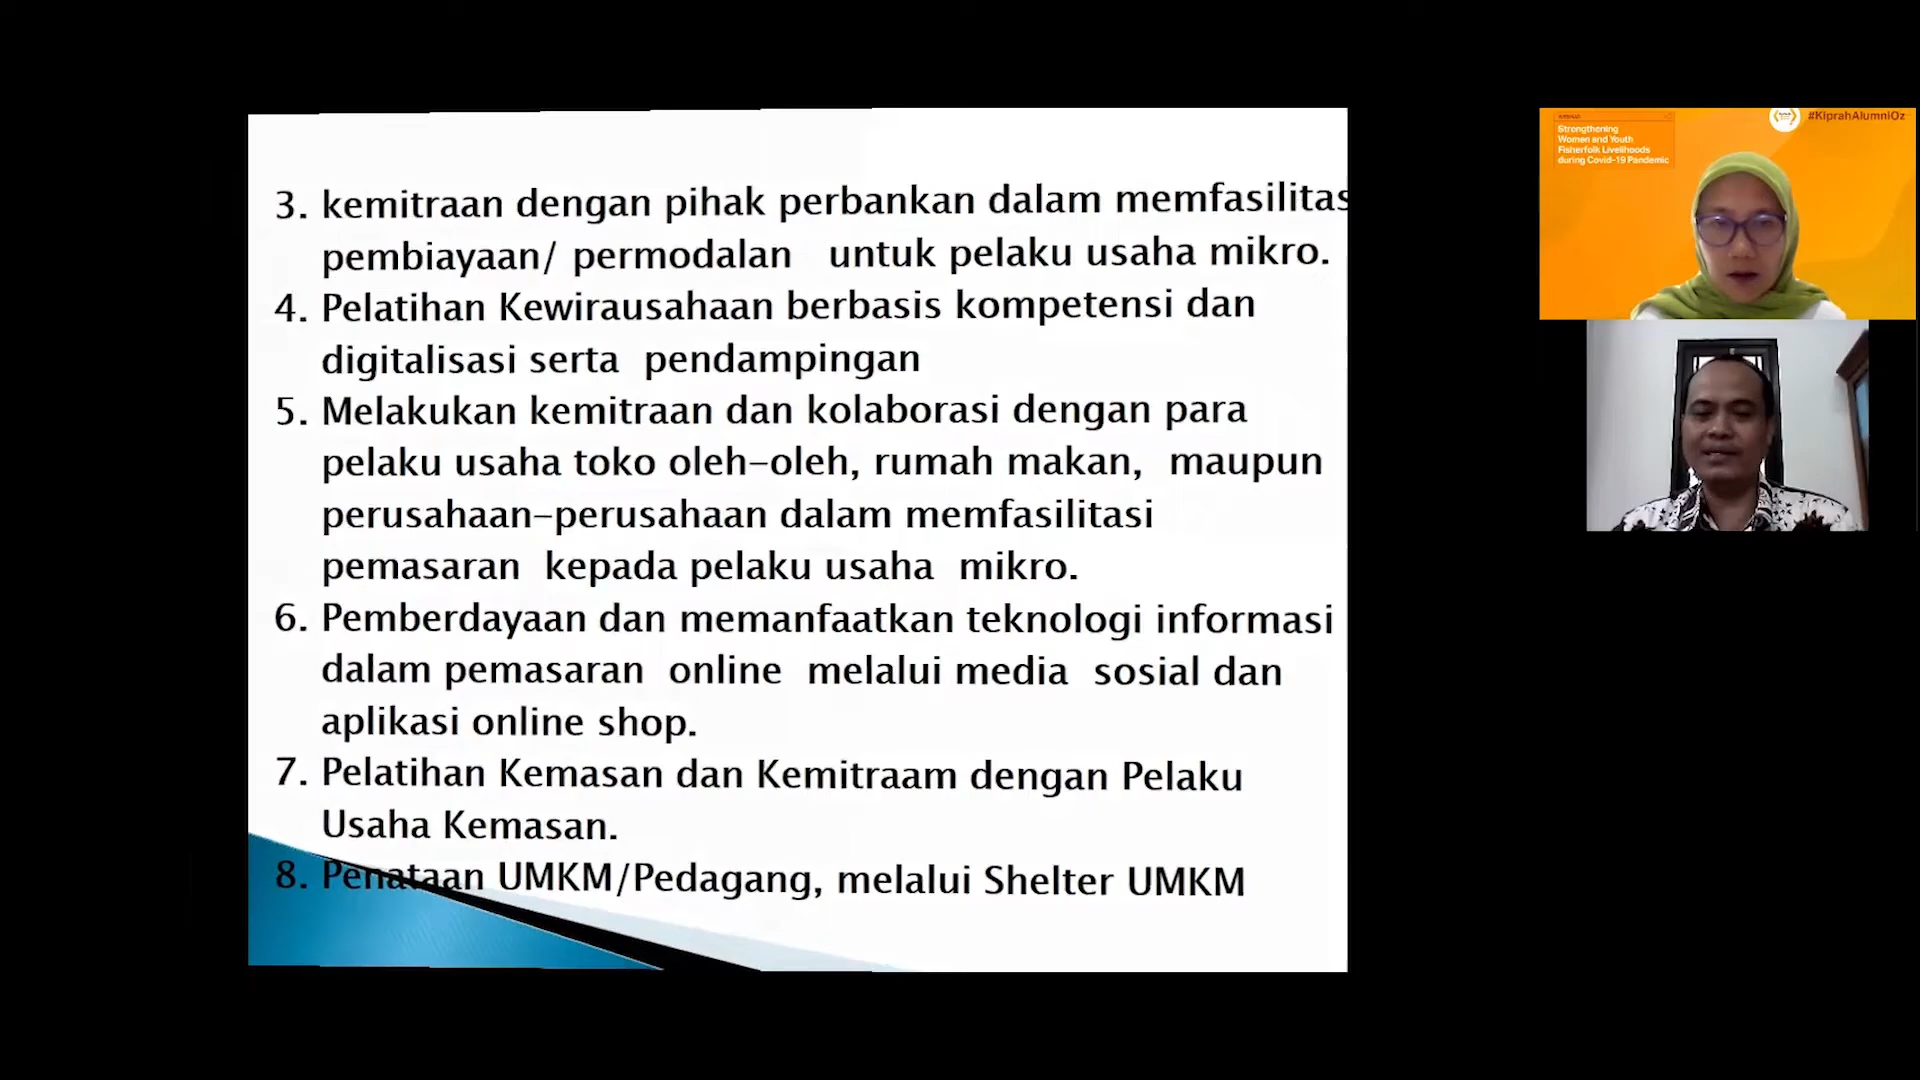 3. kemitraan dengan pihak perbankan dalam memfasilitas
pembiayaan/ permodalan untuk pelaku usaha mikro.
4. Pelatihan Kewirausahaan berbasis kompetensi dan
digitalisasi serta pendampingan
5. Melakukan kemitraan dan kolaborasi dengan para
pelaku usaha toko oleh-oleh, rumah makan, maupun
perusahaan-perusahaan dalam memfasilitasi
pemasaran kepada pelaku usaha mikro.
6. Pemberdayaan dan memanfaatkan teknologi informasi
dalam pemasaran online melalui media sosial dan
aplikasi online shop.
7. Pelatihan Kemasan dan Kemitraam dengan Pelaku
Usaha Kemasan.
8. Penataan UMKM/Pedagang, melalui Shelter UMKM
#KiprahAlumniOz
Strengthening
Women and Youth
Fisherfolk Livelihoods
during Covid-19 Pandemic